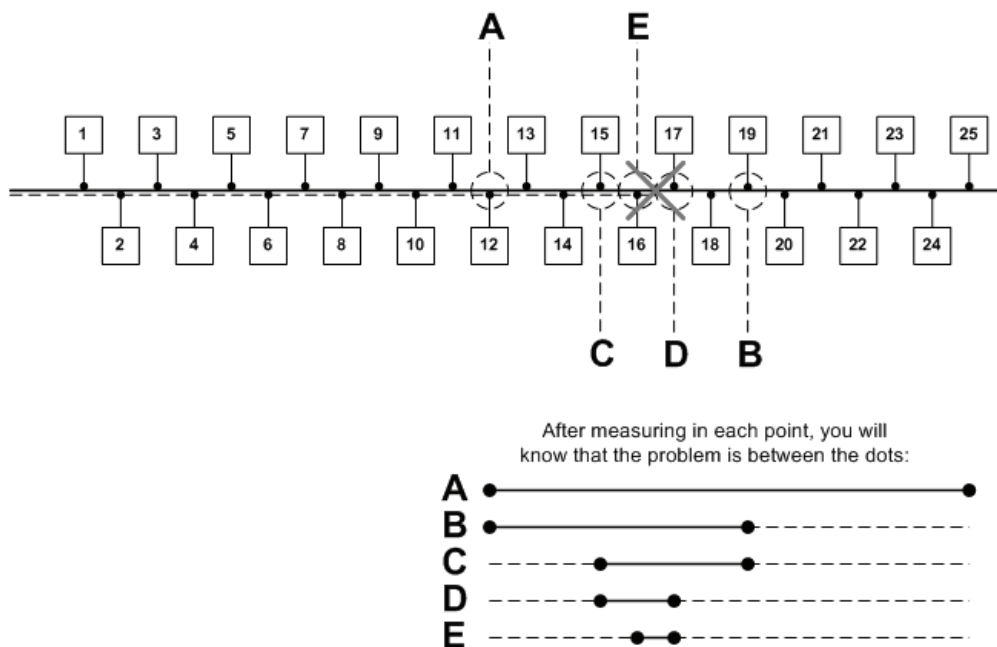 A E
1 3 5 7 9 11 13 15 17 19 21 23 25
2 4 6 8 10 12 14 16 18 20 22 24
C D B
After measuring in each point, you will
know that the problem is between the dots:
A
B
C
D
E